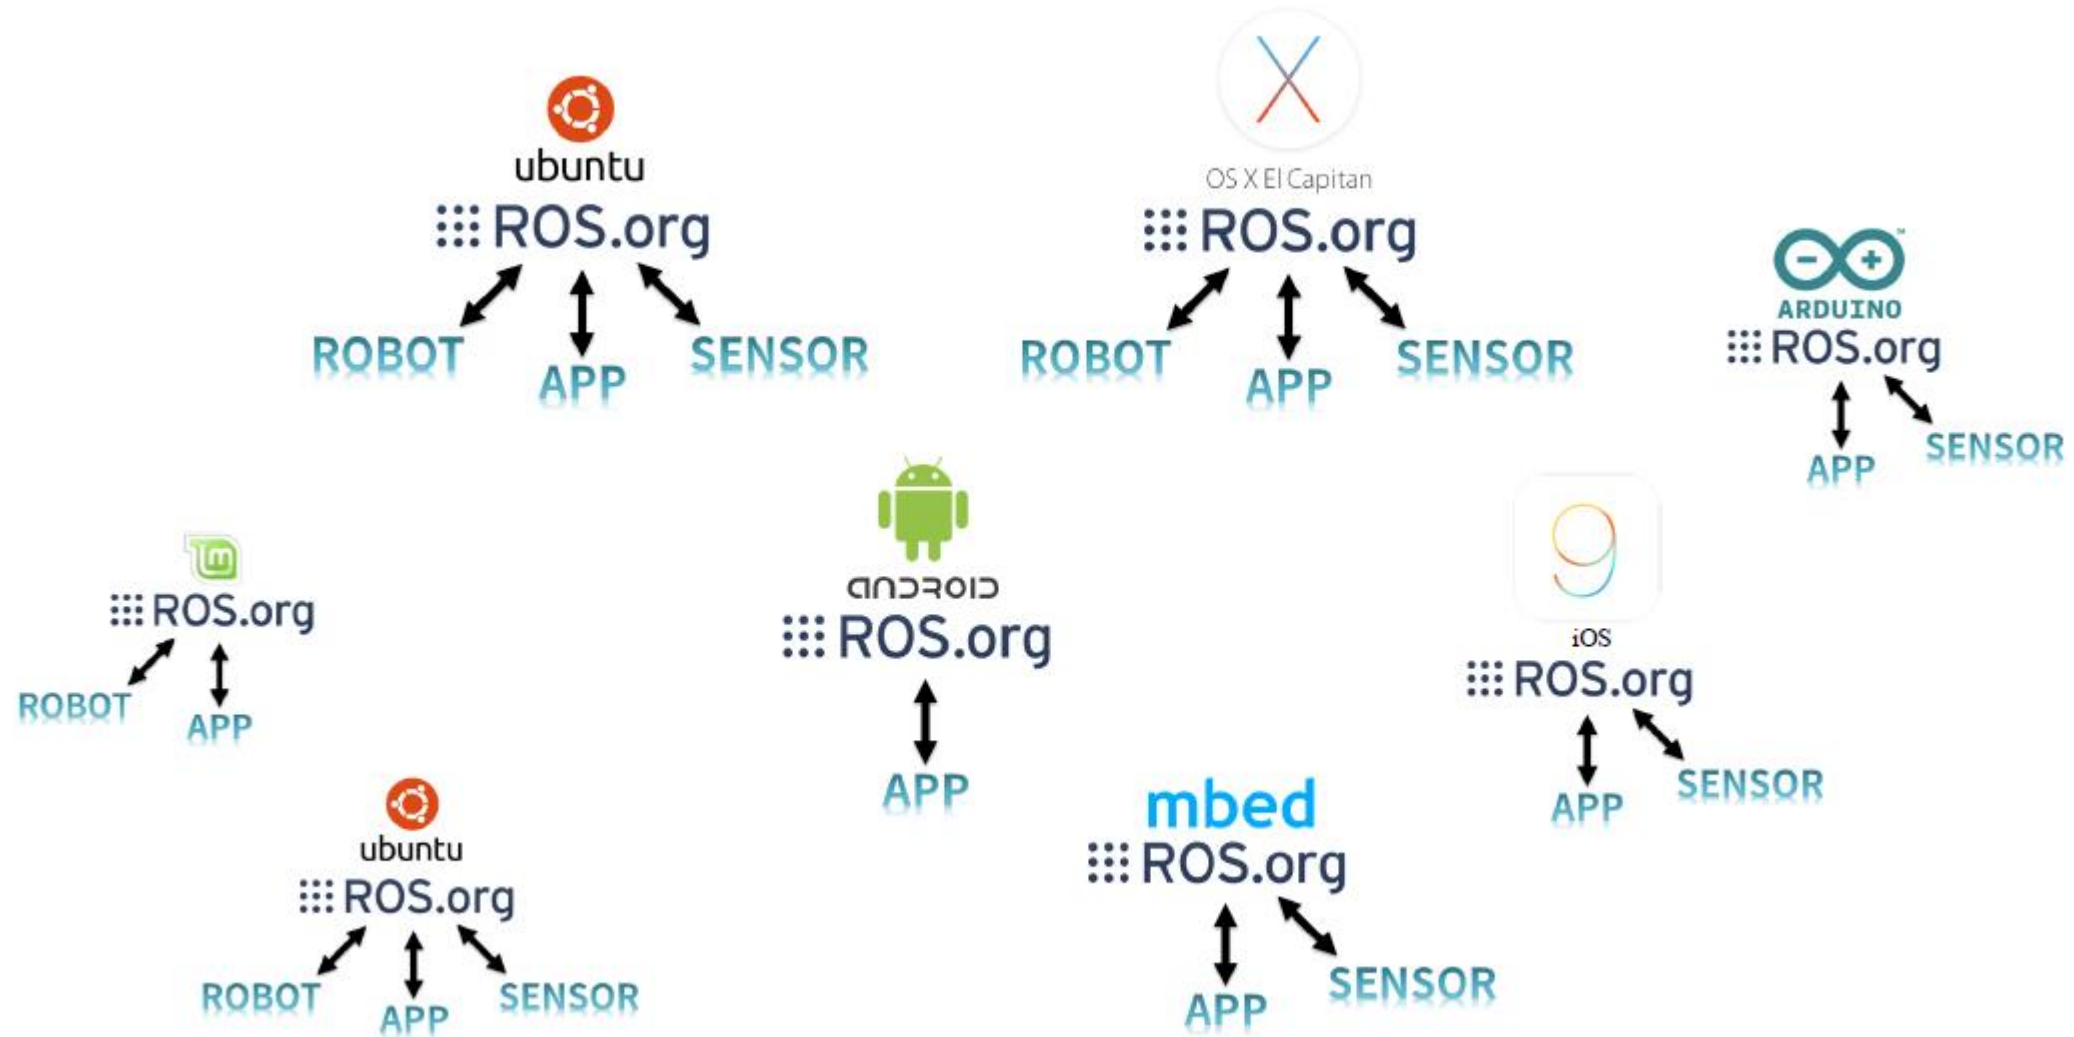 ubuntu
ROS.org
ROBOT
APP
SENSOR
OS X El Capitan
ROS.org
ROBOT
APP
SENSOR
ARDUINO
ROS.org
APP
SENSOR
ROS.org
ROBOT
APP
ANDROID
ROS.org
APP
9
iOS
ROS.org
APP
SENSOR
ubuntu
ROS.org
ROBOT
APP
SENSOR
mbed
ROS.org
APP
SENSOR